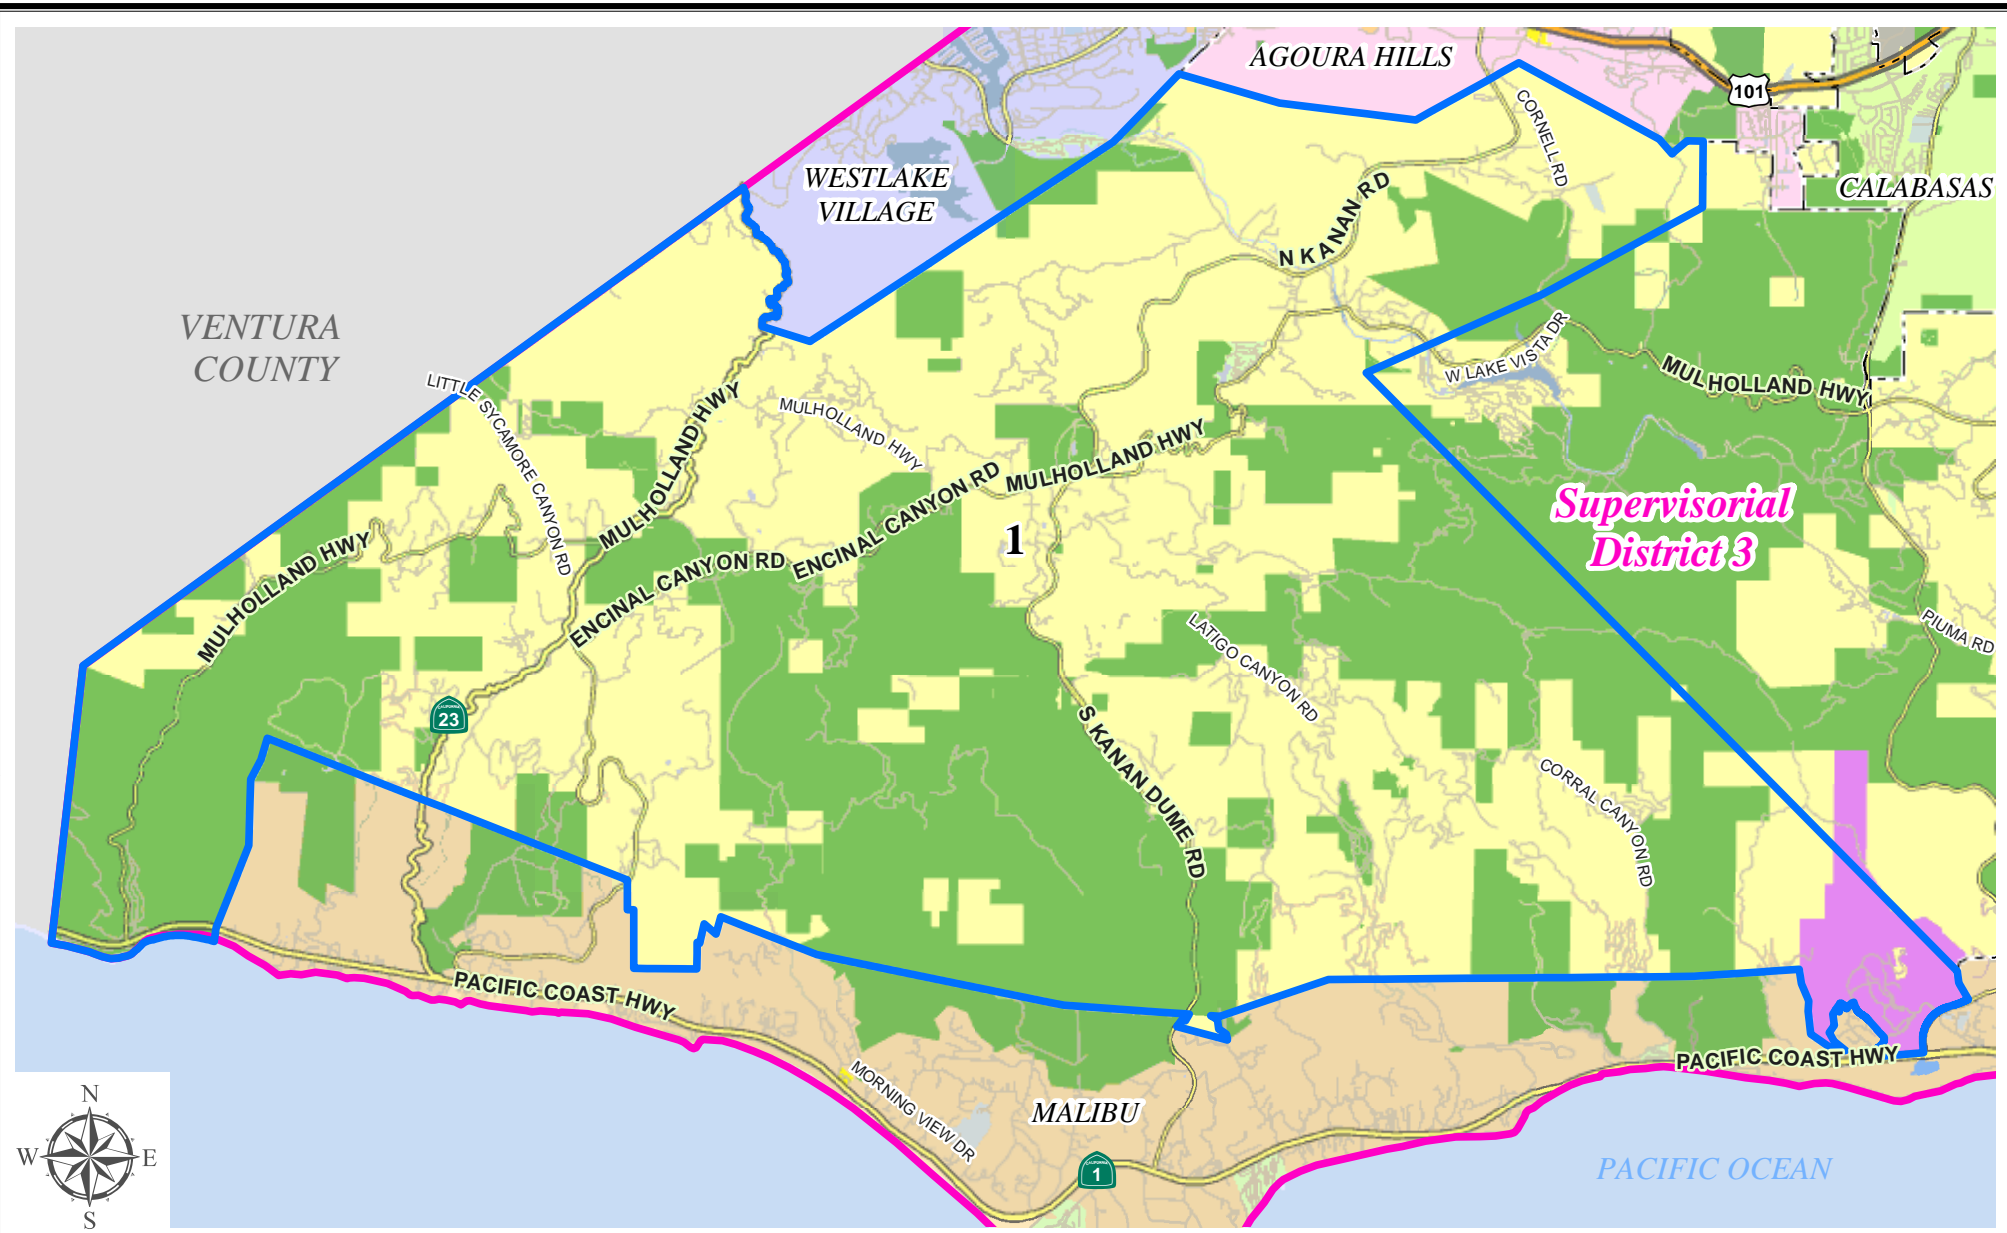 AGOURA HILLS
101
CORNELL RD
WESTLAKE
VILLAGE
CALABASAS
N KANAN RD
VENTURA
COUNTY
W LAKE VISTA DR
MULHOLLAND HWY
LITTLE SYCAMORE CANYON RD
MULHOLLAND HWY
MULHOLLAND HWY
MULHOLLAND HWY
ENCINAL CANYON RD
Supervisorial
District 3
1
MULHOLLAND HWY
ENCINAL CANYON RD
PIUMA RD
LATIGO CANYON RD
CALIFORNIA
23
S KANAN DUME RD
CORRAL CANYON RD
PACIFIC COAST HWY
PACIFIC COAST HWY
MORNING VIEW DR
MALIBU
CALIFORNIA
1
PACIFIC OCEAN
N
W E
S